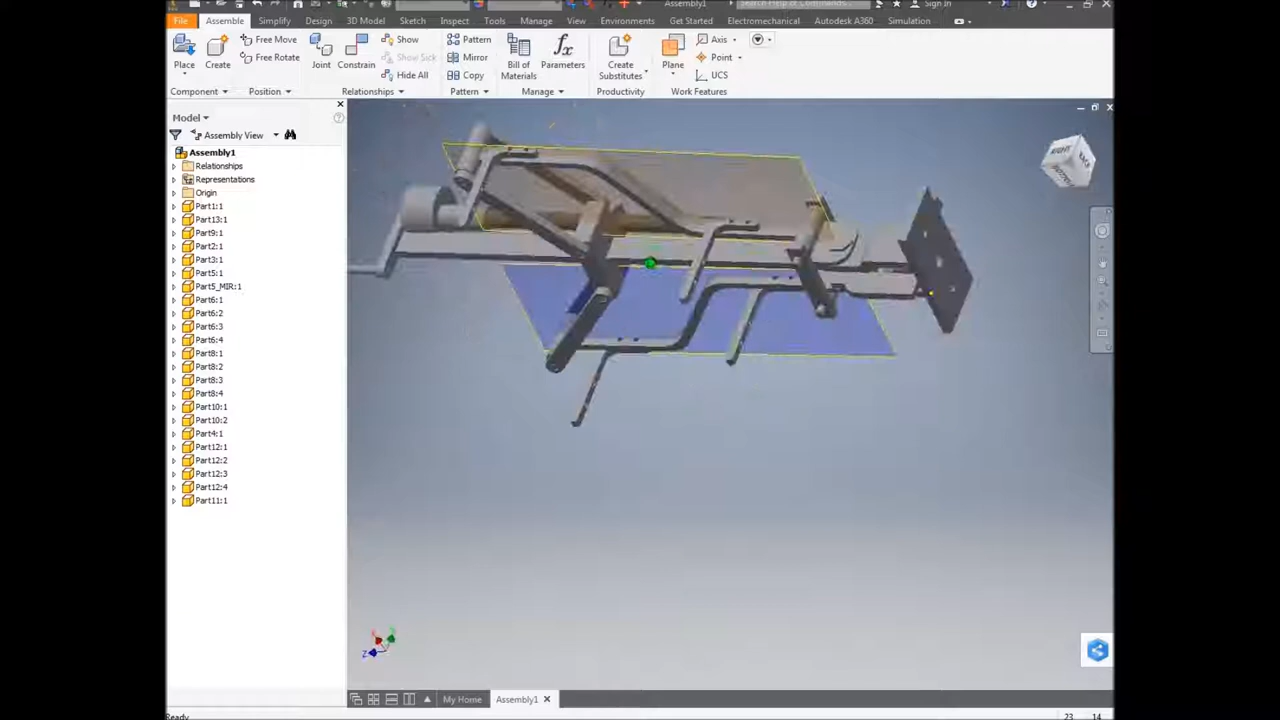 Assembly1 Search Help & Commands... Sign In
File Assemble Simplify Design 3D Model Sketch Inspect Tools Manage View Environments Get Started Electromechanical Autodesk A360 Simulation
Place Create Free Move Free Rotate Joint Constrain Show Show Sick Hide All Pattern Mirror Copy Bill of Materials Parameters Create Substitutes Plane Axis Point UCS
Component Position Relationships Pattern Manage Productivity Work Features
Model
Assembly View
Assembly1
Relationships
Representations
Origin
Part1:1
Part13:1
Part9:1
Part2:1
Part3:1
Part5:1
Part5_MIR:1
Part6:1
Part6:2
Part6:3
Part6:4
Part8:1
Part8:2
Part8:3
Part8:4
Part10:1
Part10:2
Part4:1
Part12:1
Part12:2
Part12:3
Part12:4
Part11:1
RIGHT BACK
Z
My Home Assembly1
Ready 23 14